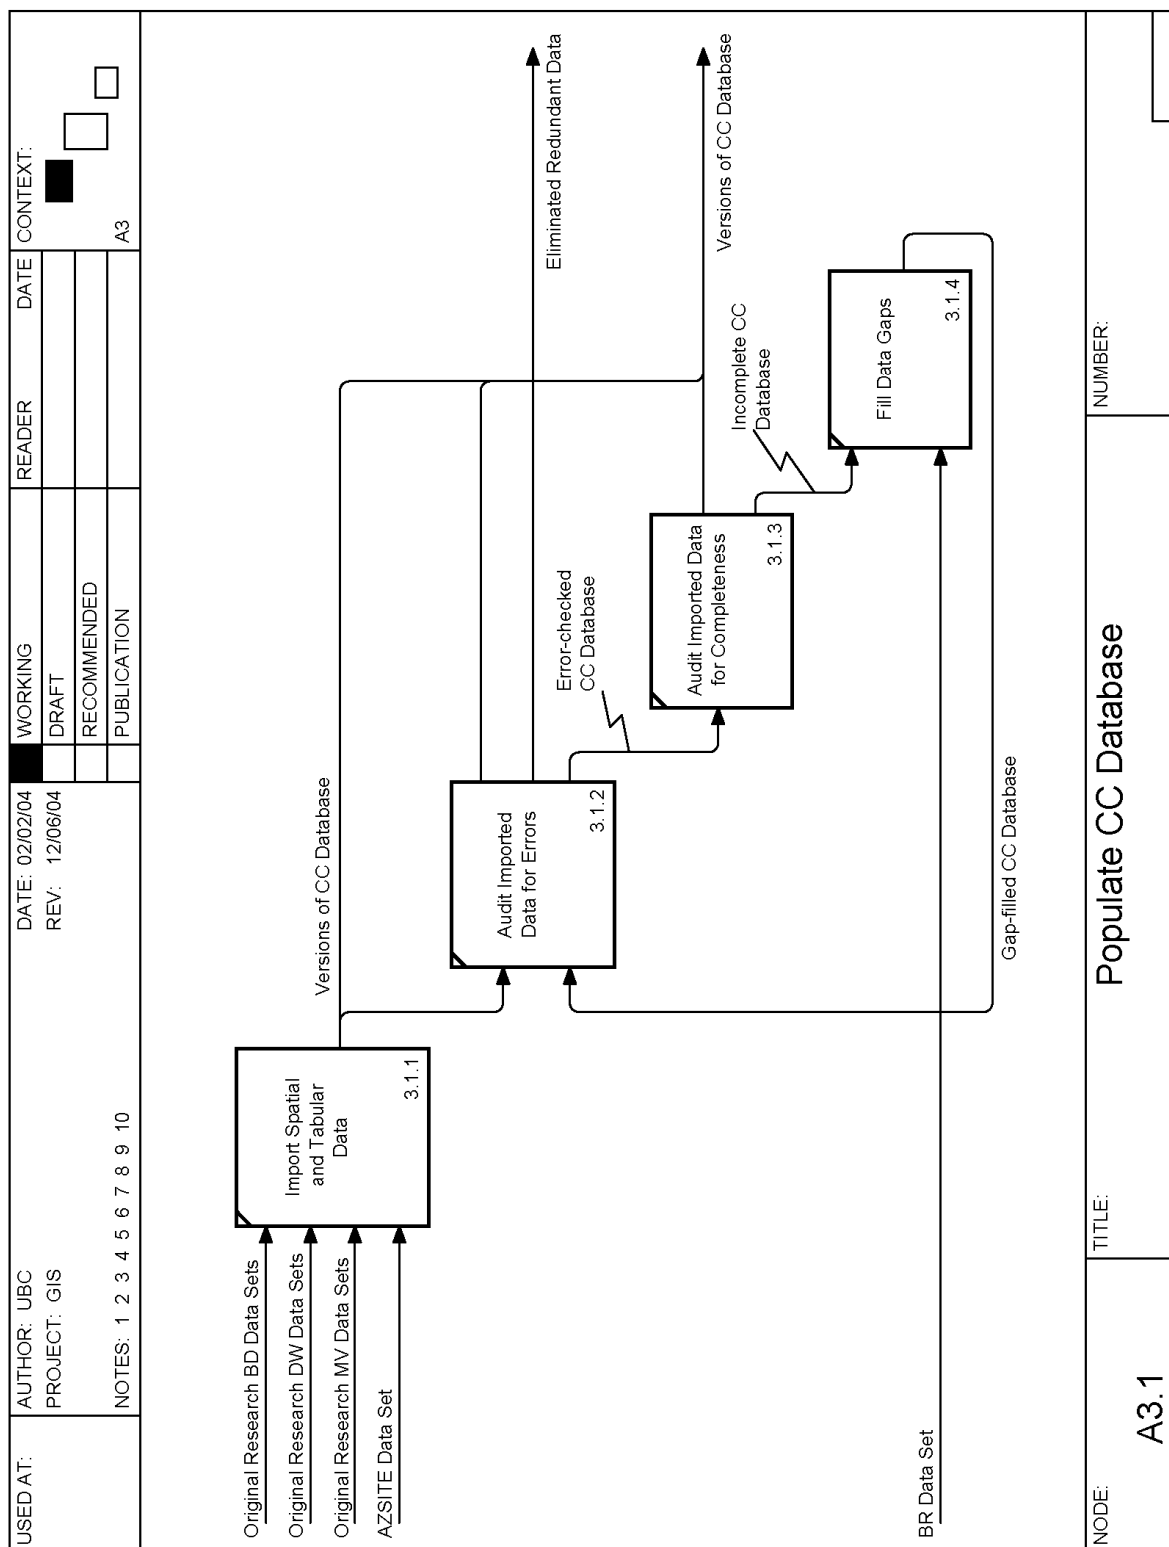 USED AT:
AUTHOR: UBC
PROJECT: GIS
NOTES: 1 2 3 4 5 6 7 8 9 10
DATE: 02/02/04
REV: 12/06/04
WORKING
DRAFT
RECOMMENDED
PUBLICATION
READER
DATE
CONTEXT:
A3
Original Research BD Data Sets
Original Research DW Data Sets
Original Research MV Data Sets
AZSITE Data Set
Import Spatial
and Tabular
Data
3.1.1
Versions of CC Database
Audit Imported
Data for Errors
3.1.2
Eliminated Redundant Data
Error-checked
CC Database
Audit Imported Data
for Completeness
3.1.3
Versions of CC Database
Incomplete CC
Database
Fill Data Gaps
3.1.4
BR Data Set
Gap-filled CC Database
NODE:
A3.1
TITLE:
Populate CC Database
NUMBER: